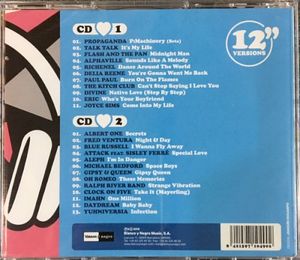 CD 1
01. PROPAGANDA P:Machinery (Beta)
02. TALK TALK It's My Life
03. FLASH AND THE PAN Midnight Man
04. ALPHAVILLE Sounds Like A Melody
05. RICHENEL Dance Around The World
06. DELIA REENE You're Gonna Want Me Back
07. PAUL PAUL Burn On The Flames
08. THE KITCH CLUB Can't Stop Saying I Love You
09. DIVINE Native Love (Step By Step)
10. ERIC Who's Your Boyfriend
11. JOYCE SIMS Come Into My Life
12"
VERSIONS
CD 2
01. ALBERT ONE Secrets
02. FRED VENTURA Night & Day
03. BLUE RUSSELL I Wanna Fly Away
04. ATTACK FEAT. SISLEY FERRÉ Special Love
05. ALEPH I'm In Danger
06. MICHAEL BEDFORD Space Boys
07. GIPSY & QUEEN Gipsy Queen
08. OH ROMEO These Memories
09. RALPH RIVER BAND Strange Vibration
10. CLOCK ON FIVE Take It (Mayerling)
11. IMAHN One Million
12. DAYDREAM Baby Baby
13. YUHNIVERSIA Infection
blanco y negro
Blanco y Negro Music, S.A.